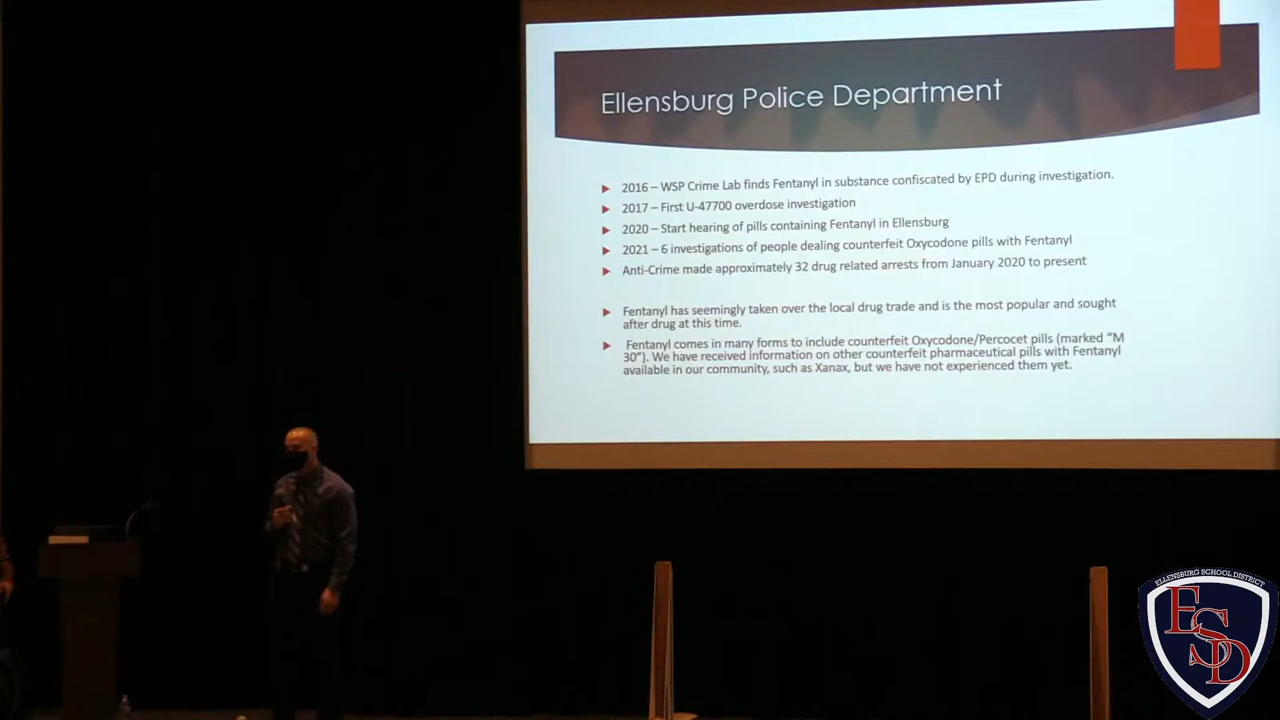 Ellensburg Police Department
2016 – WSP Crime Lab finds Fentanyl in substance confiscated by EPD during investigation.
2017 – First U-47700 overdose investigation
2020 – Start hearing of pills containing Fentanyl in Ellensburg
2021 – 6 investigations of people dealing counterfeit Oxycodone pills with Fentanyl
Anti-Crime made approximately 32 drug related arrests from January 2020 to present
Fentanyl has seemingly taken over the local drug trade and is the most popular and sought
after drug at this time.
Fentanyl comes in many forms to include counterfeit Oxycodone/Percocet pills (marked “M
30”). We have received information on other counterfeit pharmaceutical pills with Fentanyl
available in our community, such as Xanax, but we have not experienced them yet.
ELLENSBURG SCHOOL DISTRICT
ESD